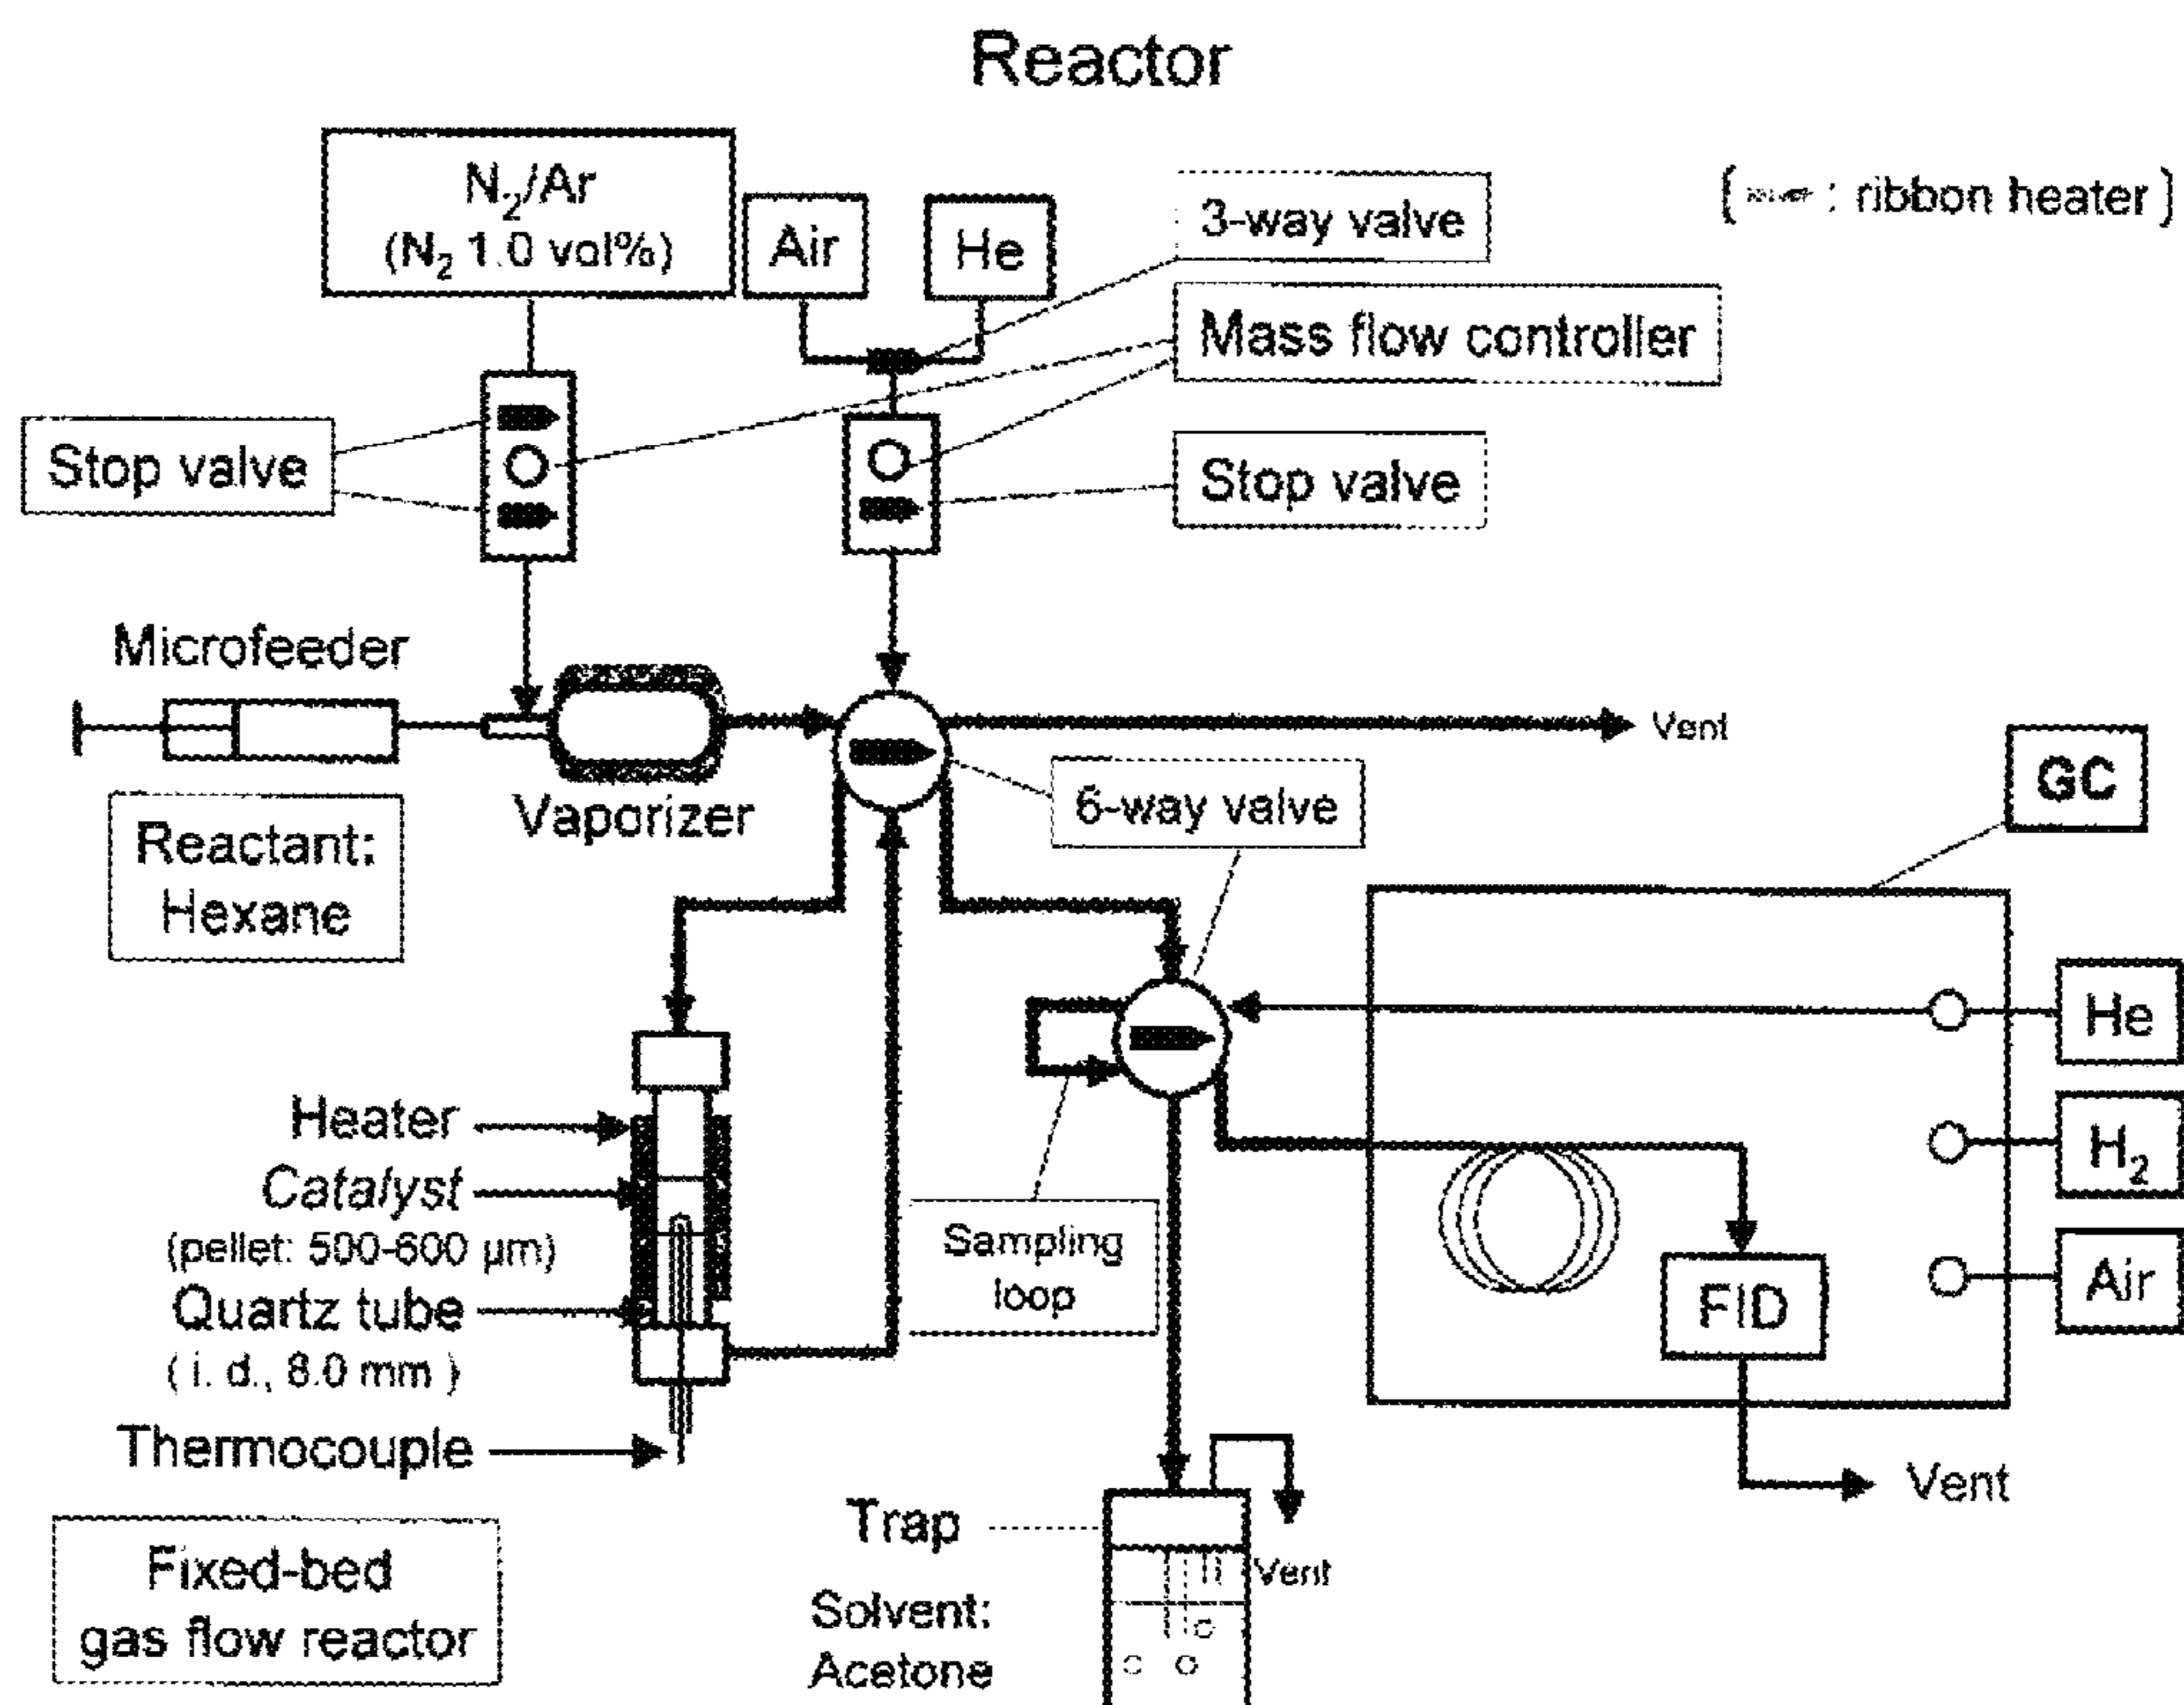 Reactor
N₂/Ar
(N₂ 1.0 vol%)
Air
He
3-way valve
: ribbon heater
Mass flow controller
Stop valve
Stop valve
Microfeeder
Vent
Vaporizer
6-way valve
GC
Reactant:
Hexane
He
Heater
Catalyst
(pellet: 500-600 μm)
Quartz tube
( i. d., 8.0 mm )
Thermocouple
H₂
Sampling
loop
Air
FID
Vent
Trap
Vent
Solvent:
Acetone
Fixed-bed
gas flow reactor